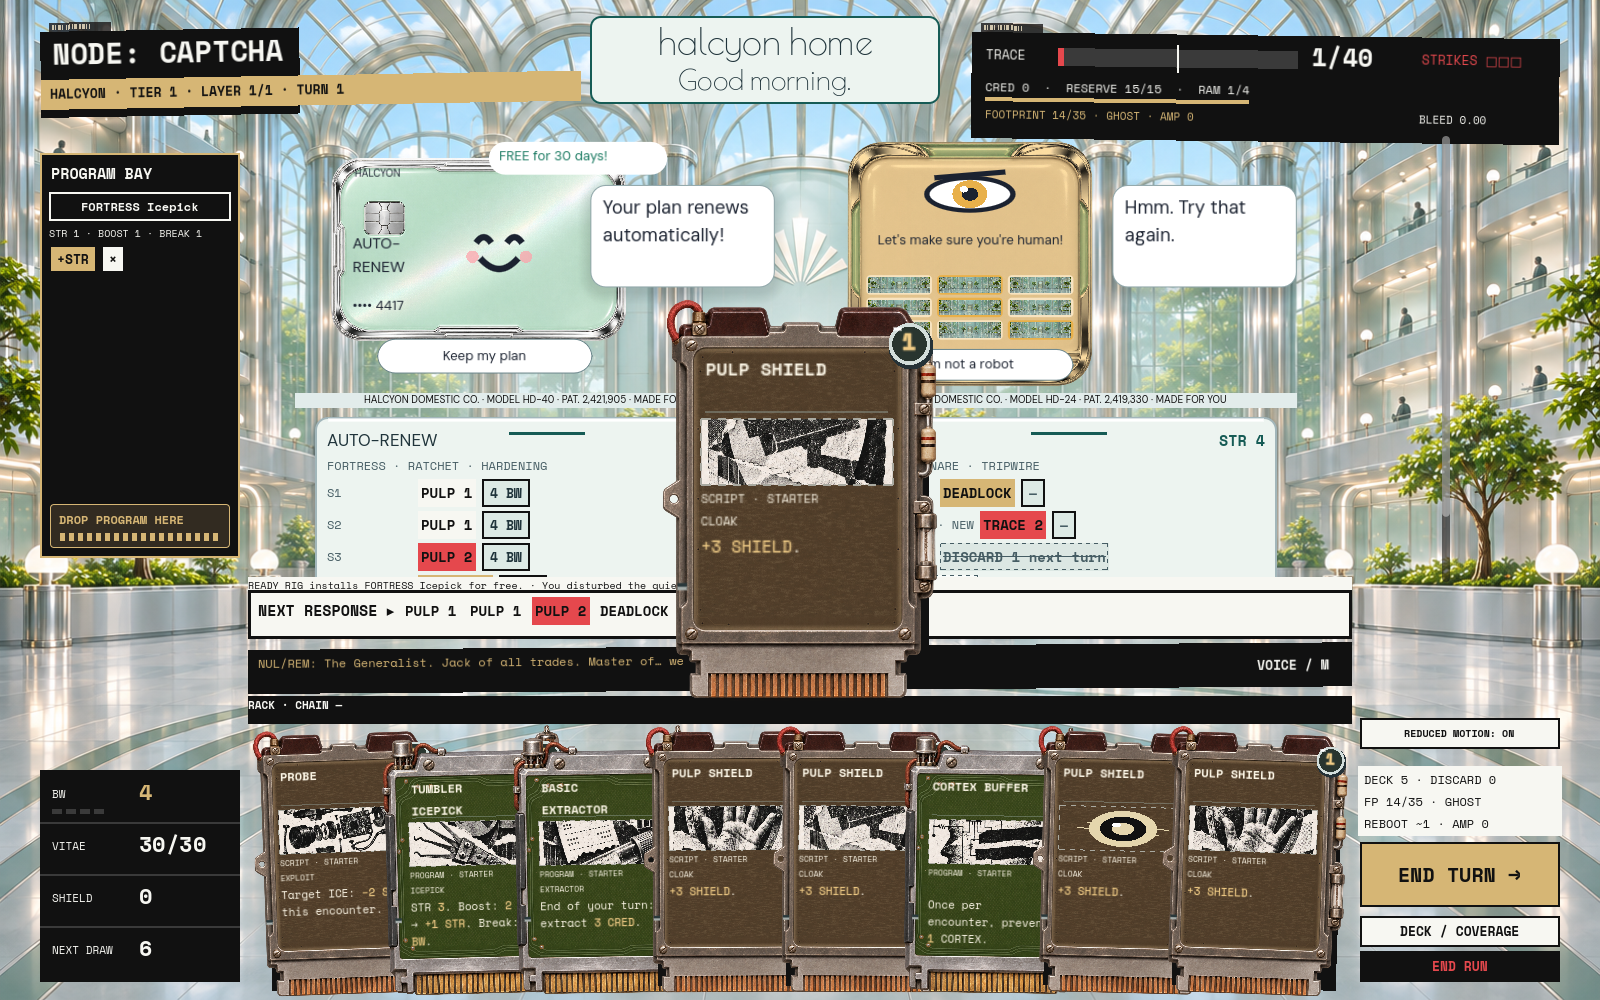 NODE: CAPTCHA
HALCYON · TIER 1 · LAYER 1/1 · TURN 1
halcyon home
Good morning.
TRACE 1/40 STRIKES □□□
CRED 0 · RESERVE 15/15 · RAM 1/4
FOOTPRINT 14/35 · GHOST · AMP 0
BLEED 0.00
PROGRAM BAY
FORTRESS Icepick
STR 1 · BOOST 1 · BREAK 1
+STR ×
DROP PROGRAM HERE
FREE for 30 days!
HALCYON
AUTO-
RENEW
•••• 4417
Keep my plan
Your plan renews
automatically!
Let's make sure you're human!
not a robot
Hmm. Try that
again.
HALCYON DOMESTIC CO. · MODEL HD-40 · PAT. 2,421,905 · MADE FO
DOMESTIC CO. · MODEL HD-24 · PAT. 2,419,330 · MADE FOR YOU
AUTO-RENEW
FORTRESS · RATCHET · HARDENING
S1 PULP 1 4 BW
S2 PULP 1 4 BW
S3 PULP 2 4 BW
STR 4
NARE · TRIPWIRE
DEADLOCK —
· NEW TRACE 2 —
DISCARD 1 next turn
PULP SHIELD
1
SCRIPT · STARTER
CLOAK
+3 SHIELD.
READY RIG installs FORTRESS Icepick for free. · You disturbed the quie
NEXT RESPONSE ▸ PULP 1 PULP 1 PULP 2 DEADLOCK
NUL/REM: The Generalist. Jack of all trades. Master of… we
VOICE / M
RACK · CHAIN —
BW 4
VITAE 30/30
SHIELD 0
NEXT DRAW 6
PROBE
SCRIPT · STARTER
EXPLOIT
Target ICE: -2 S
this encounter.
TUMBLER
ICEPICK
PROGRAM · STARTER
ICEPICK
STR 3. Boost: 2
→ +1 STR. Break:
BW.
BASIC
EXTRACTOR
PROGRAM · STARTER
EXTRACTOR
End of your turn:
extract 3 CRED.
PULP SHIELD
SCRIPT · STARTER
CLOAK
+3 SHIELD.
PULP SHIELD
SCRIPT · STARTER
CLOAK
+3 SHIELD.
CORTEX BUFFER
PROGRAM · STARTER
Once per
encounter, preven
1 CORTEX.
PULP SHIELD
SCRIPT · STARTER
CLOAK
+3 SHIELD.
PULP SHIELD
1
SCRIPT · STARTER
CLOAK
+3 SHIELD.
REDUCED MOTION: ON
DECK 5 · DISCARD 0
FP 14/35 · GHOST
REBOOT ~1 · AMP 0
END TURN →
DECK / COVERAGE
END RUN